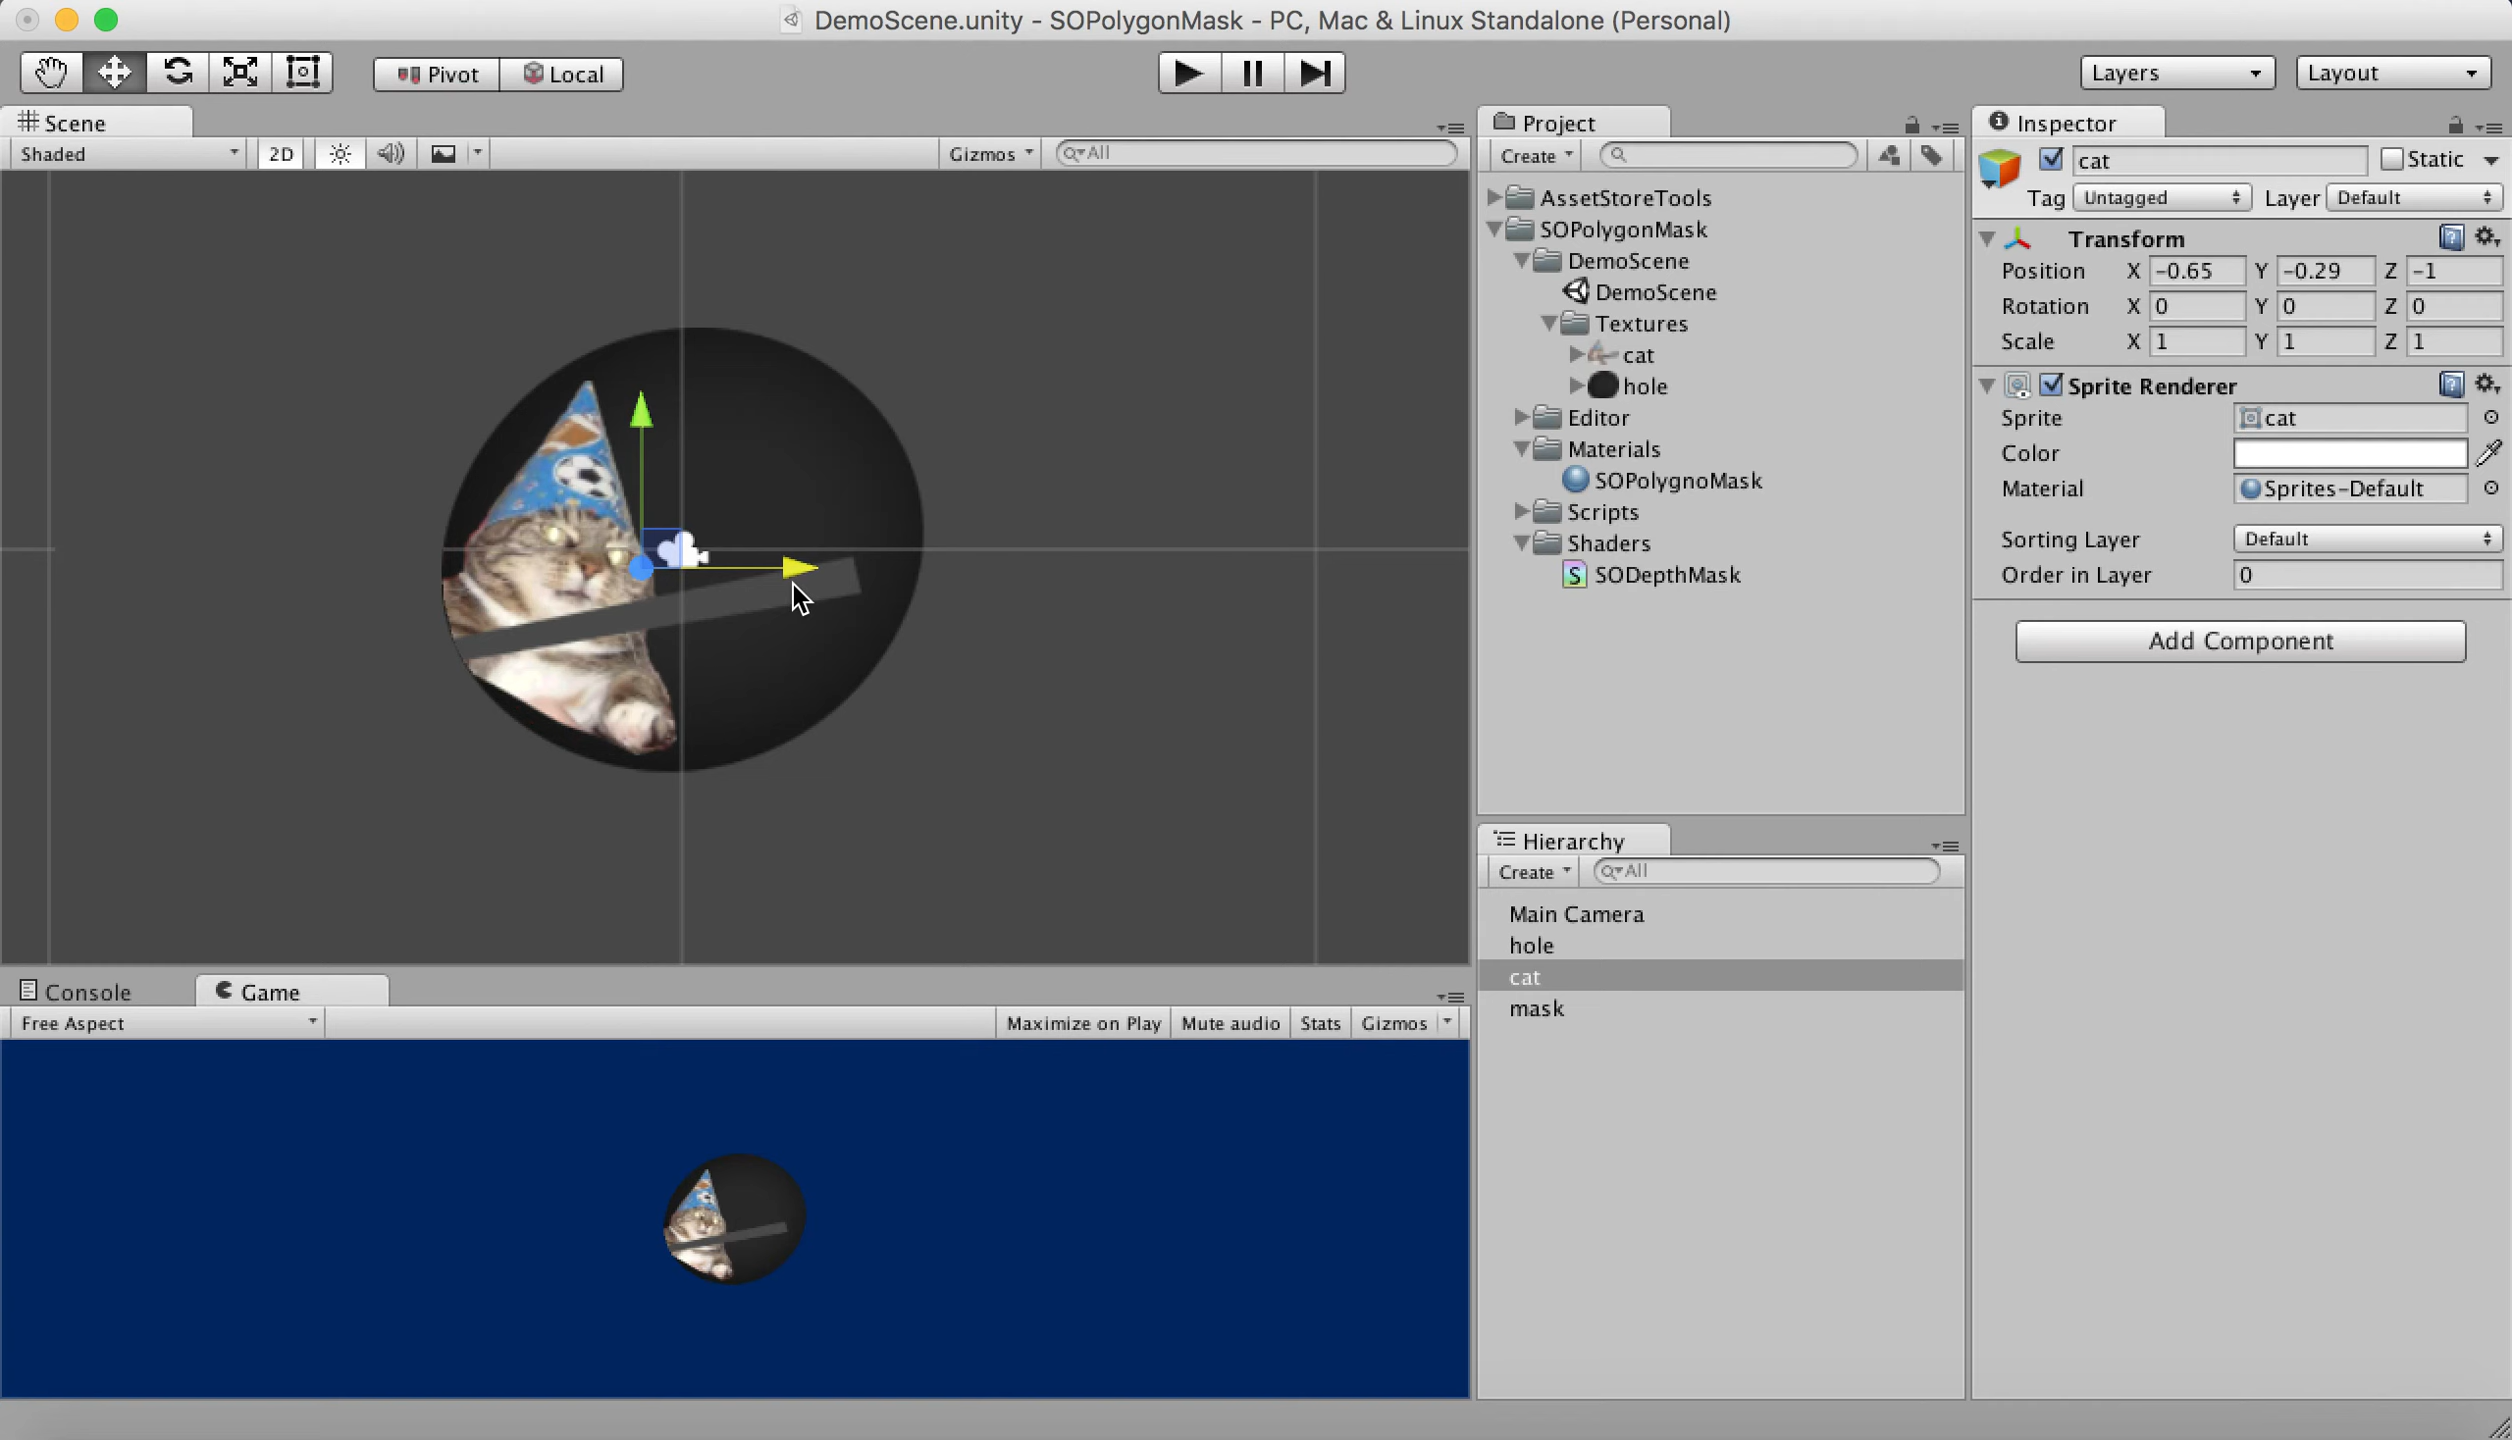 DemoScene.unity - SOPolygonMask - PC, Mac & Linux Standalone (Personal)
Pivot
Local
Layers
Layout
Scene
Shaded
2D
Gizmos
All
Console
Game
Free Aspect
Maximize on Play
Mute audio
Stats
Gizmos
Project
Create
AssetStoreTools
SOPolygonMask
DemoScene
DemoScene
Textures
cat
hole
Editor
Materials
SOPolygnoMask
Scripts
Shaders
S SODepthMask
Hierarchy
Create
All
Main Camera
hole
cat
mask
Inspector
cat
Static
Tag Untagged Layer Default
Transform
Position X -0.65 Y -0.29 Z -1
Rotation X 0 Y 0 Z 0
Scale X 1 Y 1 Z 1
Sprite Renderer
Sprite cat
Color
Material Sprites-Default
Sorting Layer Default
Order in Layer 0
Add Component